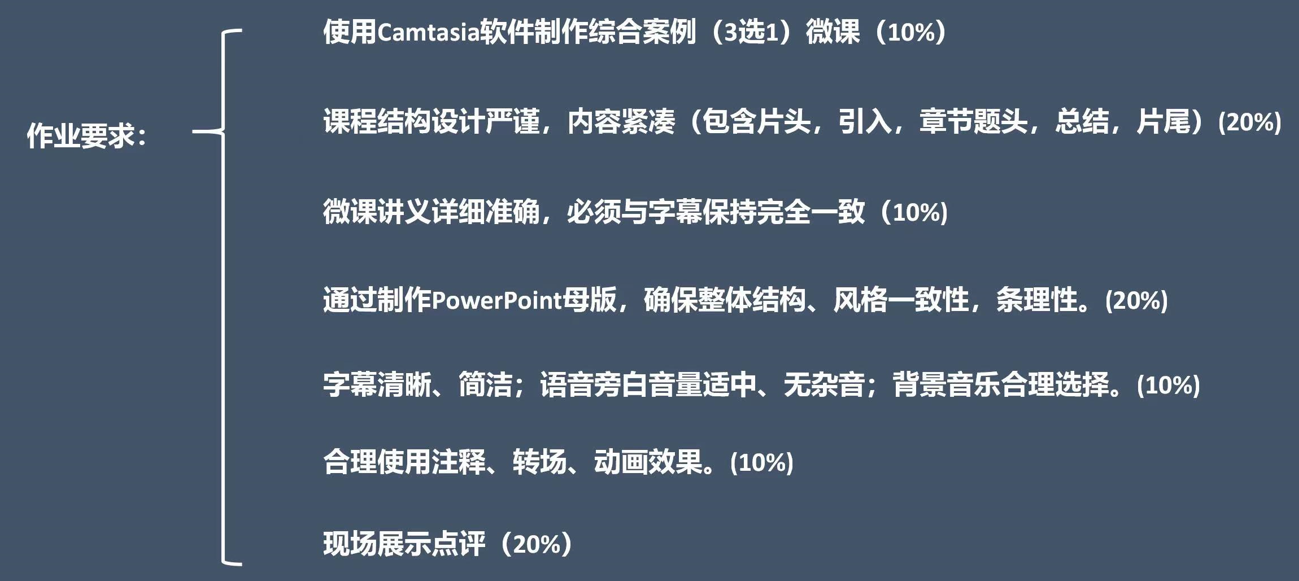 作业要求：
使用Camtasia软件制作综合案例（3选1）微课（10%）
课程结构设计严谨，内容紧凑（包含片头，引入，章节题头，总结，片尾）(20%)
微课讲义详细准确，必须与字幕保持完全一致（10%)
通过制作PowerPoint母版，确保整体结构、风格一致性，条理性。(20%)
字幕清晰、简洁；语音旁白音量适中、无杂音；背景音乐合理选择。(10%)
合理使用注释、转场、动画效果。(10%)
现场展示点评（20%）